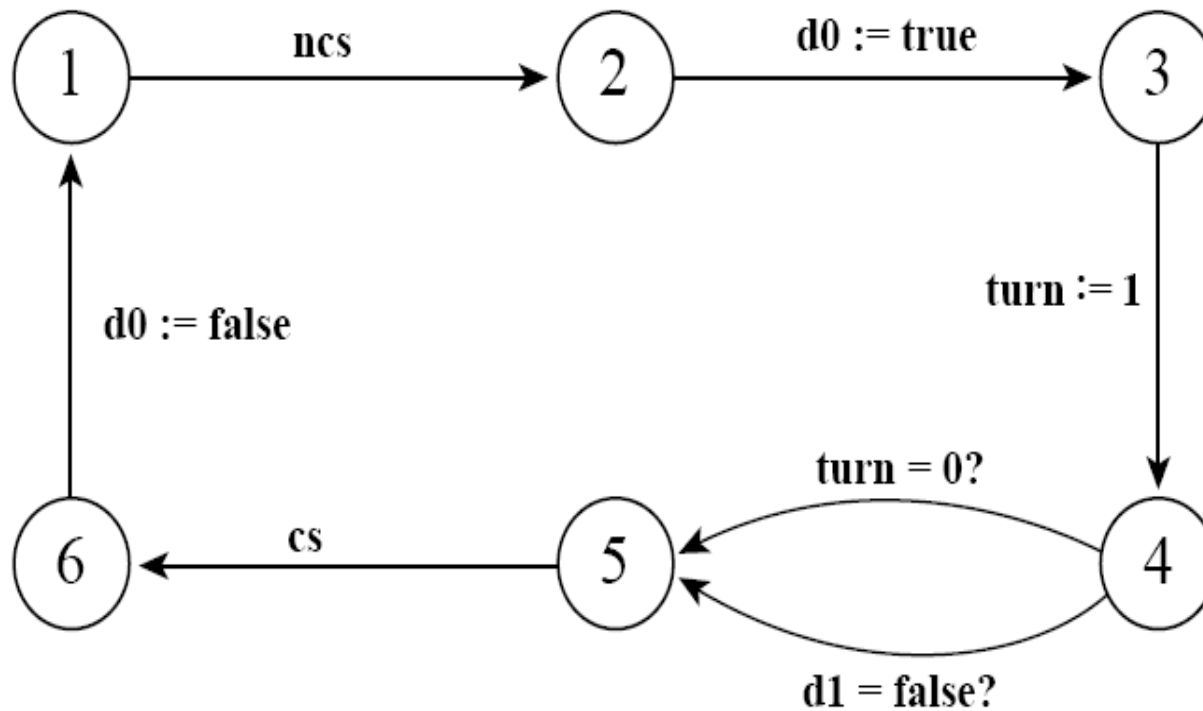 1
ncs
2
d0 := true
3
turn := 1
d0 := false
turn = 0?
6
cs
5
4
d1 = false?